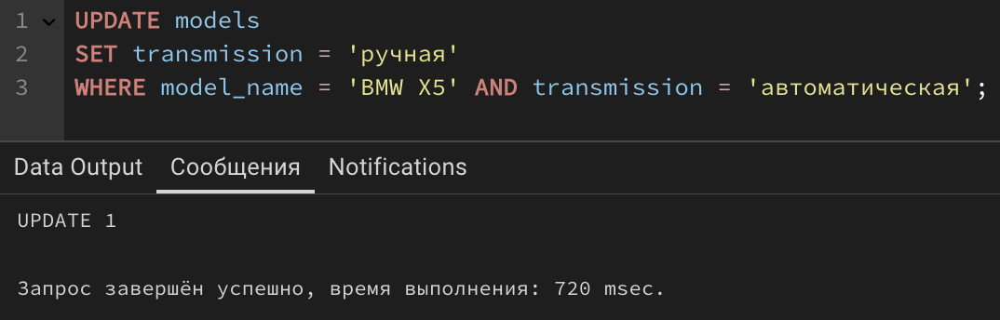 1 UPDATE models
2 SET transmission = 'ручная'
3 WHERE model_name = 'BMW X5' AND transmission = 'автоматическая';
Data Output Сообщения Notifications
UPDATE 1
Запрос завершён успешно, время выполнения: 720 msec.